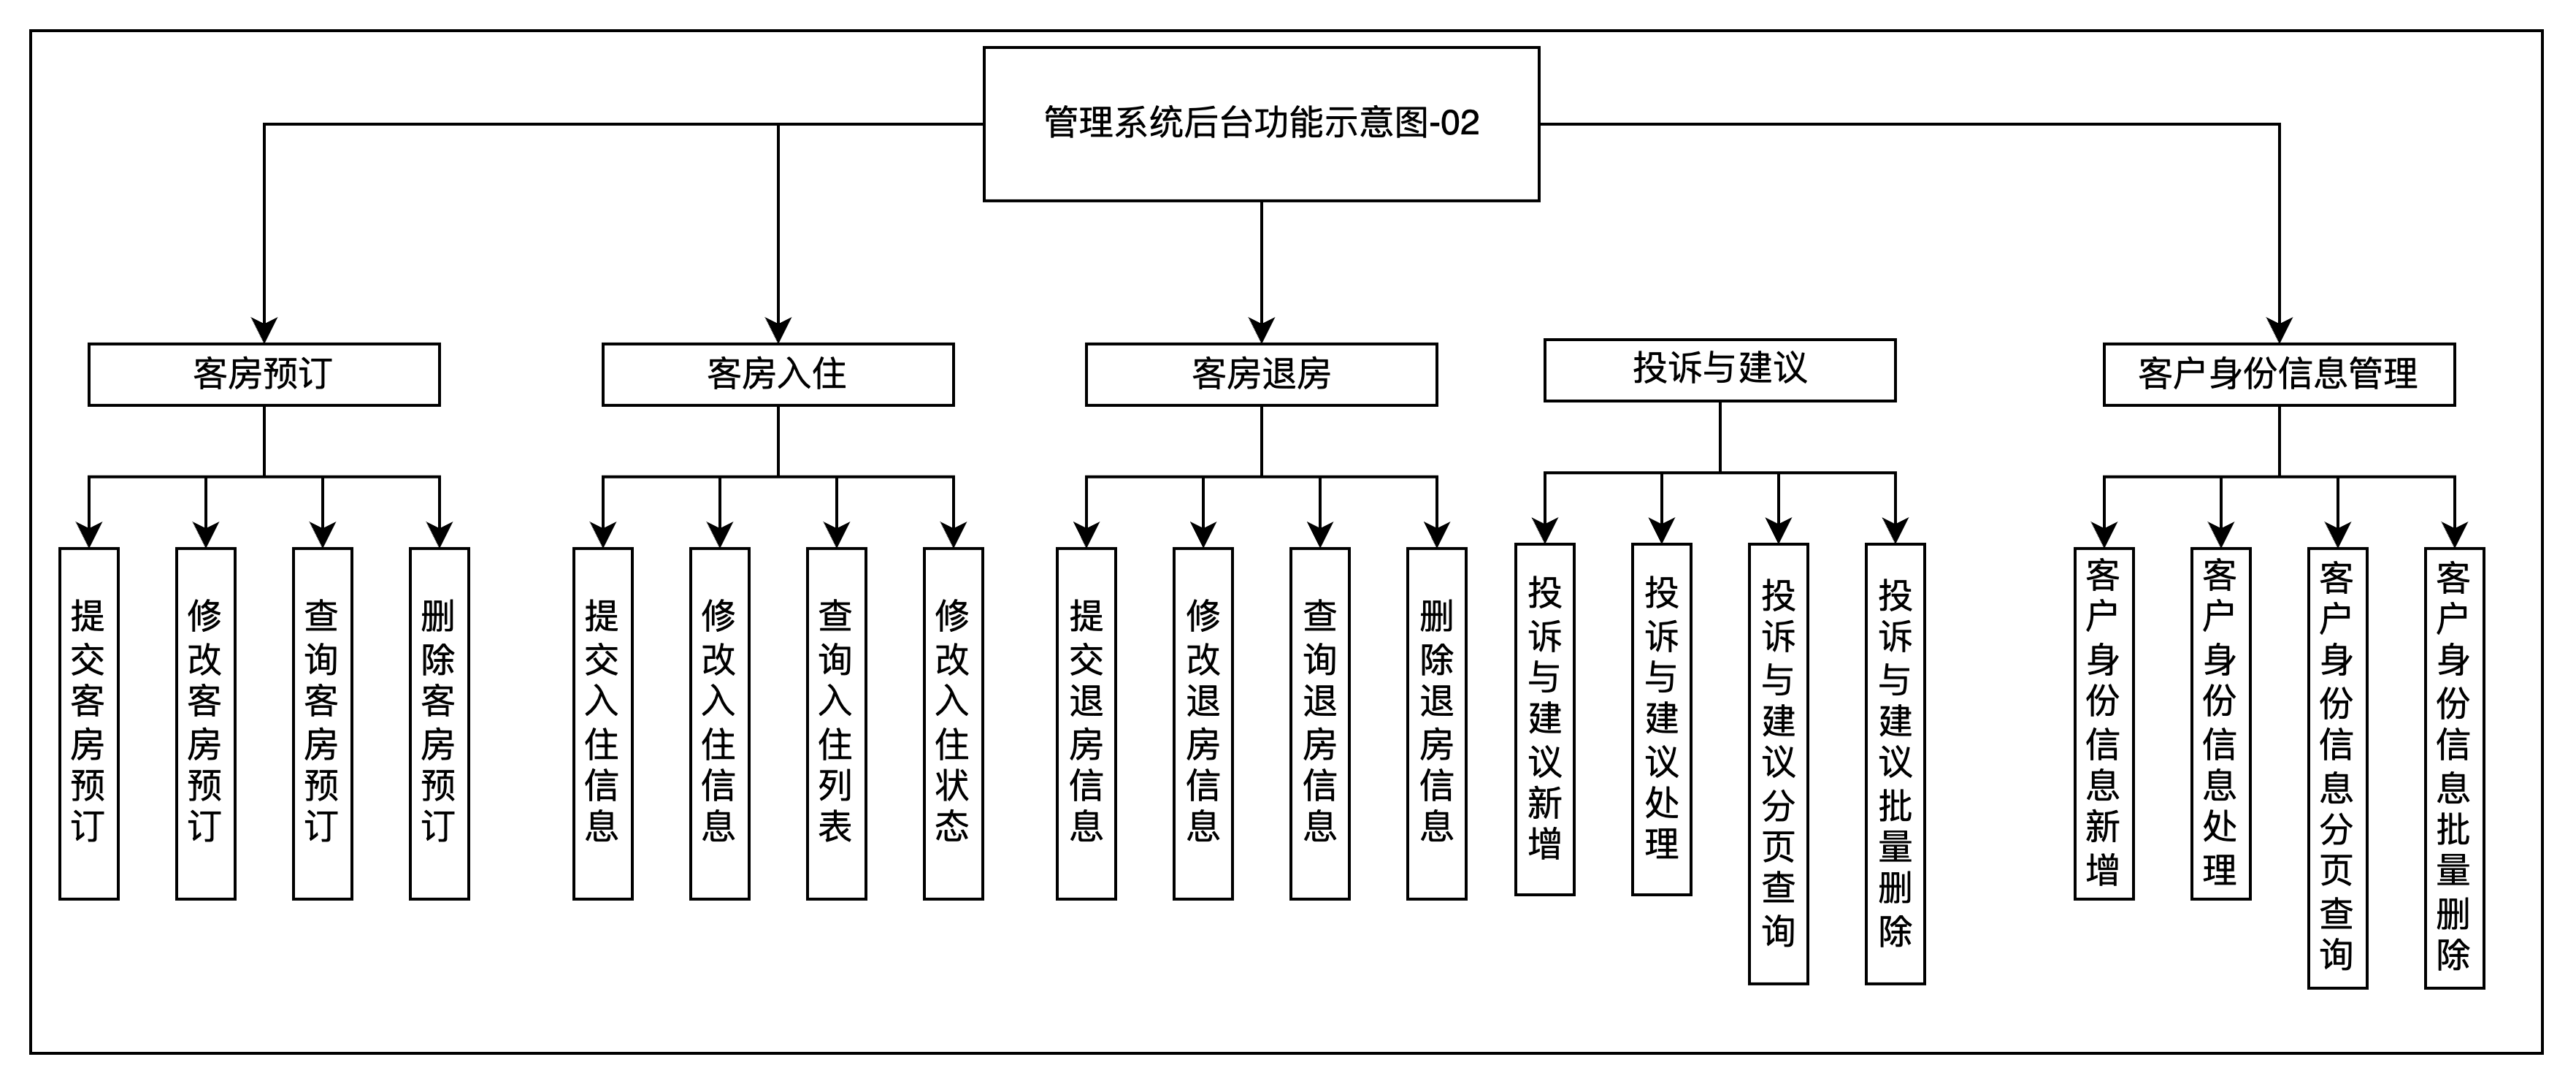 管理系统后台功能示意图-02
客房预订
客房入住
客房退房
投诉与建议
客户身份信息管理
提交客房预订
修改客房预订
查询客房预订
删除客房预订
提交入住信息
修改入住信息
查询入住列表
修改入住状态
提交退房信息
修改退房信息
查询退房信息
删除退房信息
投诉与建议新增
投诉与建议处理
投诉与建议分页查询
投诉与建议批量删除
客户身份信息新增
客户身份信息处理
客户身份信息分页查询
客户身份信息批量删除